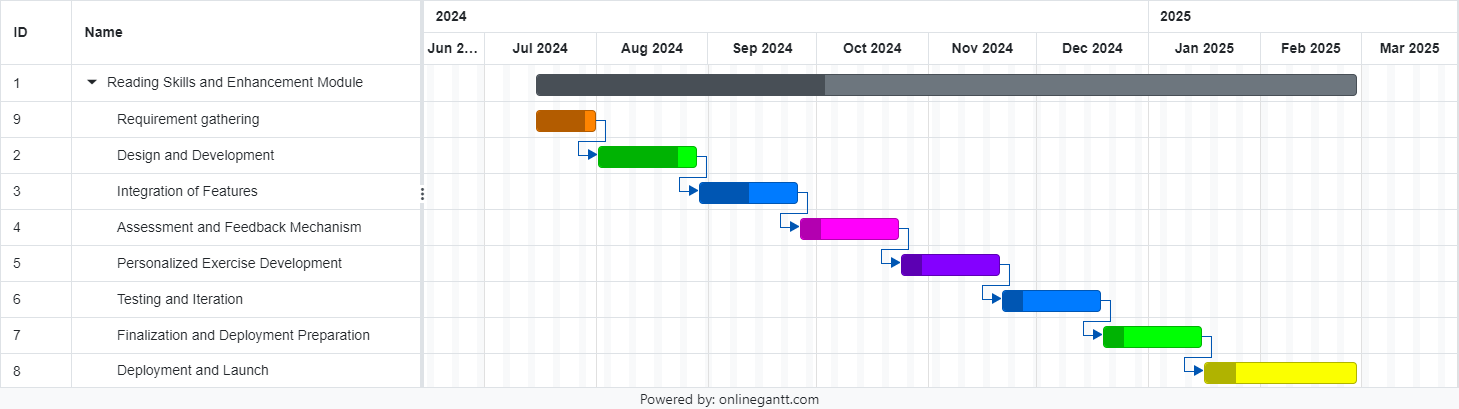 ID Name 2024 2025
Jun 2... Jul 2024 Aug 2024 Sep 2024 Oct 2024 Nov 2024 Dec 2024 Jan 2025 Feb 2025 Mar 2025
1 Reading Skills and Enhancement Module
9 Requirement gathering
2 Design and Development
3 Integration of Features
4 Assessment and Feedback Mechanism
5 Personalized Exercise Development
6 Testing and Iteration
7 Finalization and Deployment Preparation
8 Deployment and Launch
Powered by: onlinegantt.com